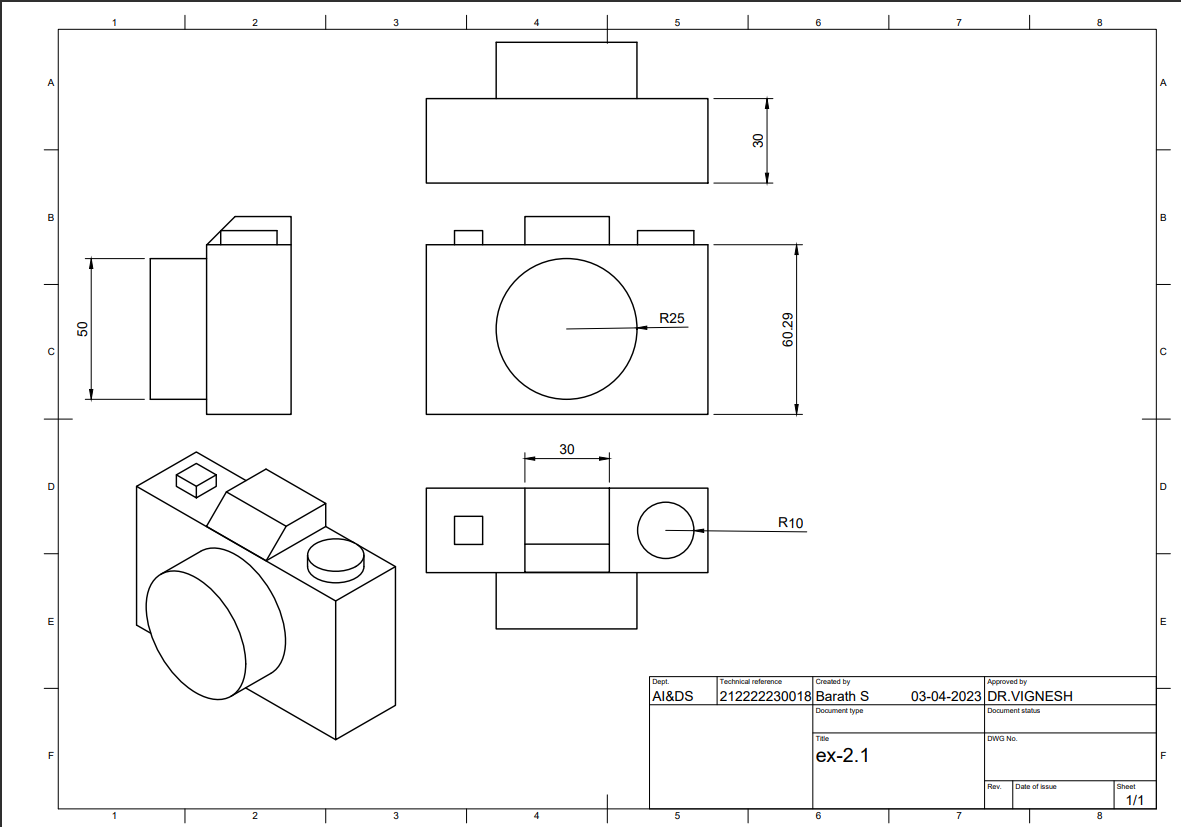 1 2 3 4 5 6 7 8
A A
30
B B
R25
50
60.29
C C
30
D D
R10
E E
Dept. Technical reference Created by Approved by
AI&DS 212222230018 Barath S 03-04-2023 DR.VIGNESH
Document type Document status
Title DWG No.
ex-2.1
F F
Rev. Date of issue Sheet
1/1
1 2 3 4 5 6 7 8